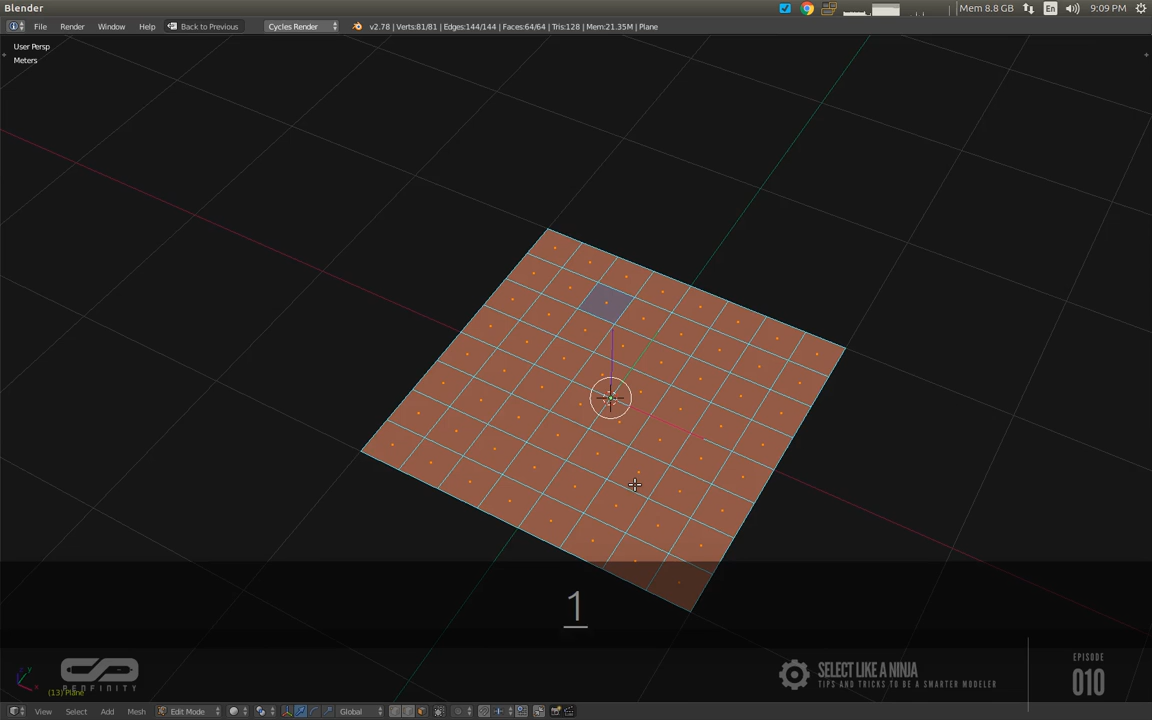 Blender
Mem 8.8 GB
En
9:09 PM
File Render Window Help Back to Previous Cycles Render v2.78 | Verts:81/81 | Edges:144/144 | Faces:64/64 | Tris:128 | Mem:21.35M | Plane
User Persp
Meters
1
RENFINITY
SELECT LIKE A NINJA
TIPS AND TRICKS TO BE A SMARTER MODELER
EPISODE
010
(13) Plane
View Select Add Mesh Edit Mode Global